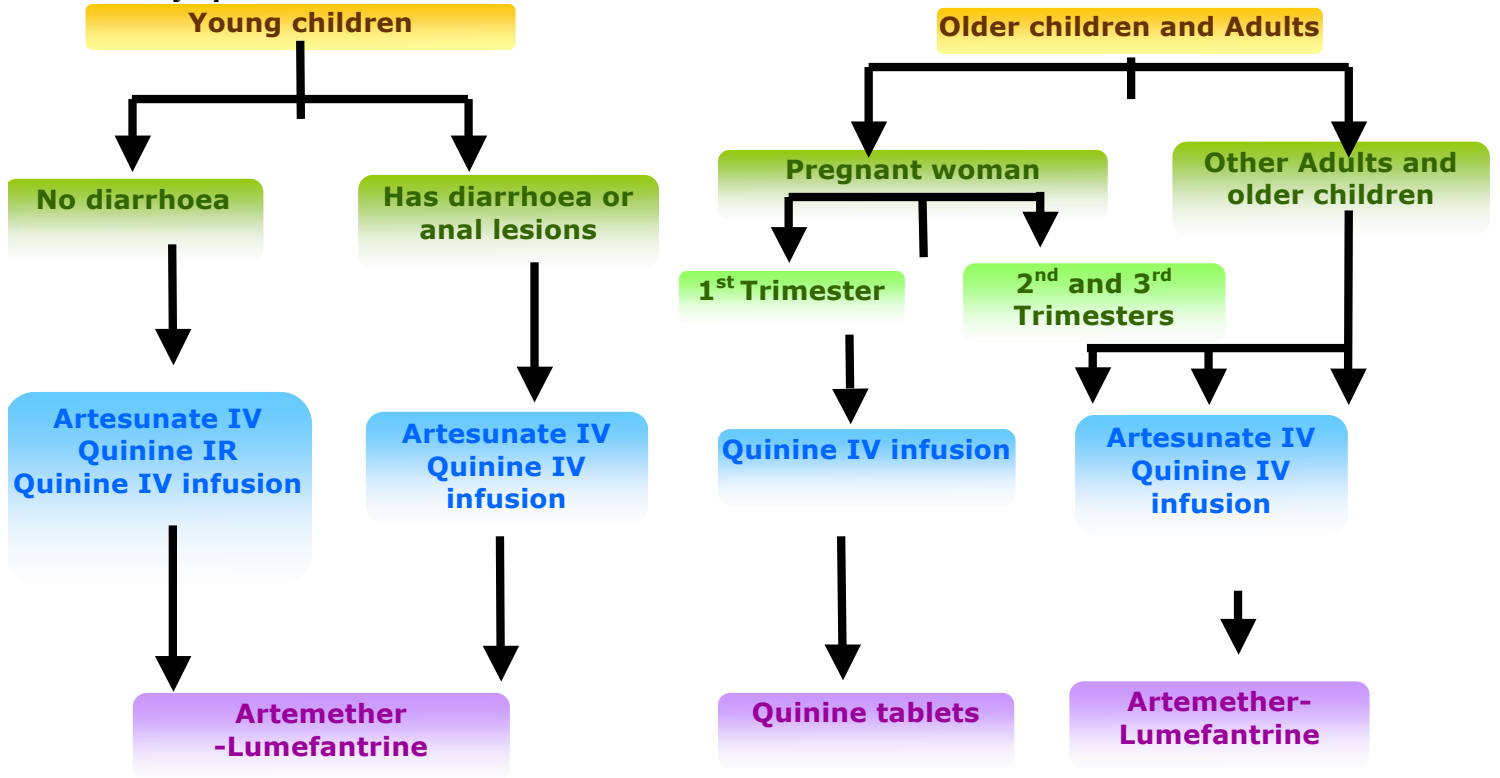 Young children
Older children and Adults
No diarrhoea
Has diarrhoea or
anal lesions
Pregnant woman
Other Adults and
older children
1st Trimester
2nd and 3rd
Trimesters
Artesunate IV
Quinine IR
Quinine IV infusion
Artesunate IV
Quinine IV
infusion
Quinine IV infusion
Artesunate IV
Quinine IV
infusion
Artemether
-Lumefantrine
Quinine tablets
Artemether-
Lumefantrine